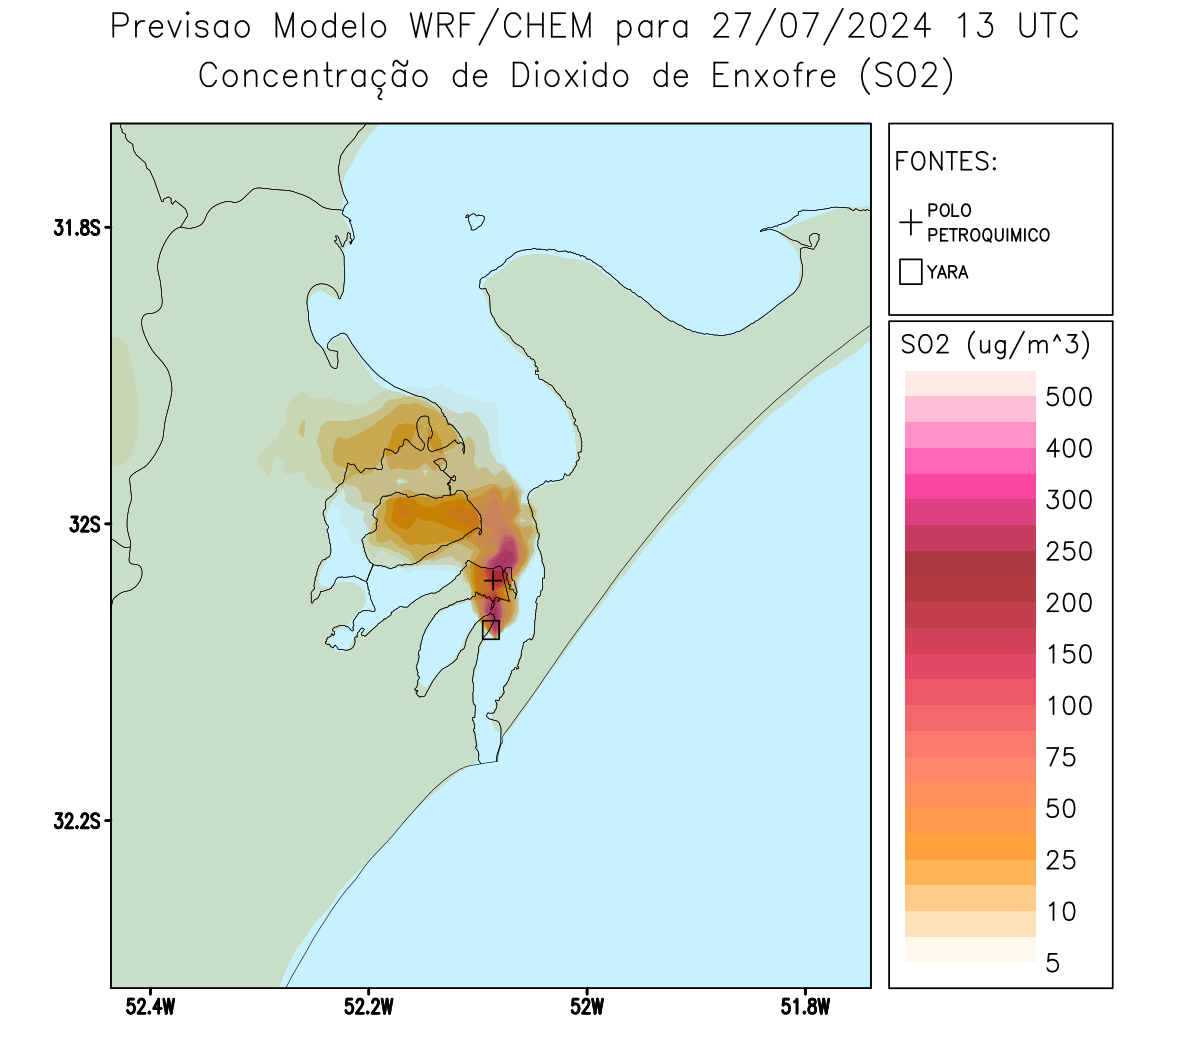 Previsao Modelo WRF/CHEM para 27/07/2024 13 UTC
Concentração de Dioxido de Enxofre (SO2)
FONTES:
POLO
PETROQUIMICO
YARA
SO2 (ug/m^3)
500
400
300
250
200
150
100
75
50
25
10
5
31.8S
32S
32.2S
52.4W
52.2W
52W
51.8W